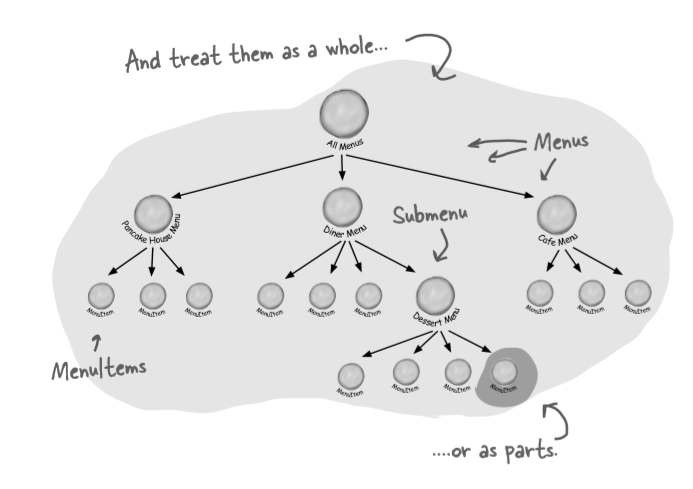 And treat them as a whole...
All Menus
Menus
Pancake House Menu
Diner Menu
Submenu
Cafe Menu
MenuItem
MenuItem
MenuItem
MenuItem
MenuItem
MenuItem
Dessert Menu
MenuItem
MenuItem
MenuItem
MenuItems
MenuItem
MenuItem
MenuItem
MenuItem
....or as parts.